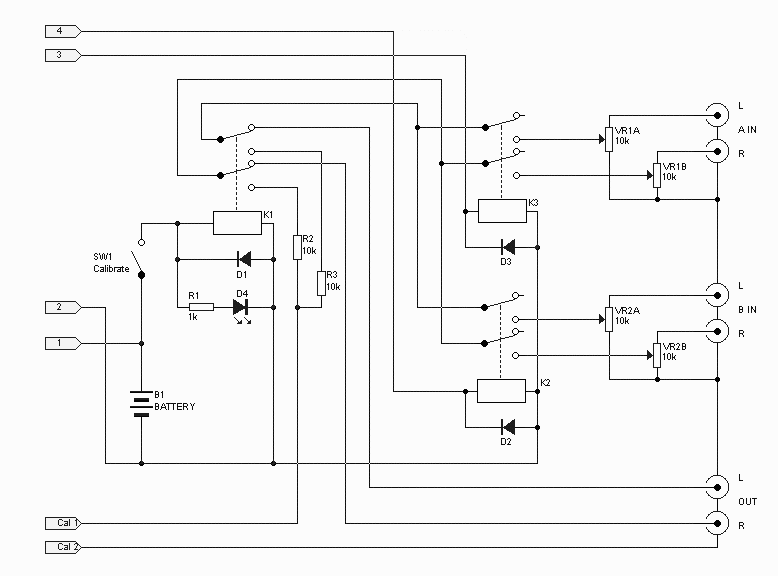 4
3
L
A IN
R
VR1A
10k
VR1B
10k
K1
K3
SW1
Calibrate
R2
10k
D1
D3
R3
10k
R1
1k
D4
2
1
L
B IN
R
VR2A
10k
VR2B
10k
B1
BATTERY
K2
D2
L
OUT
R
Cal 1
Cal 2